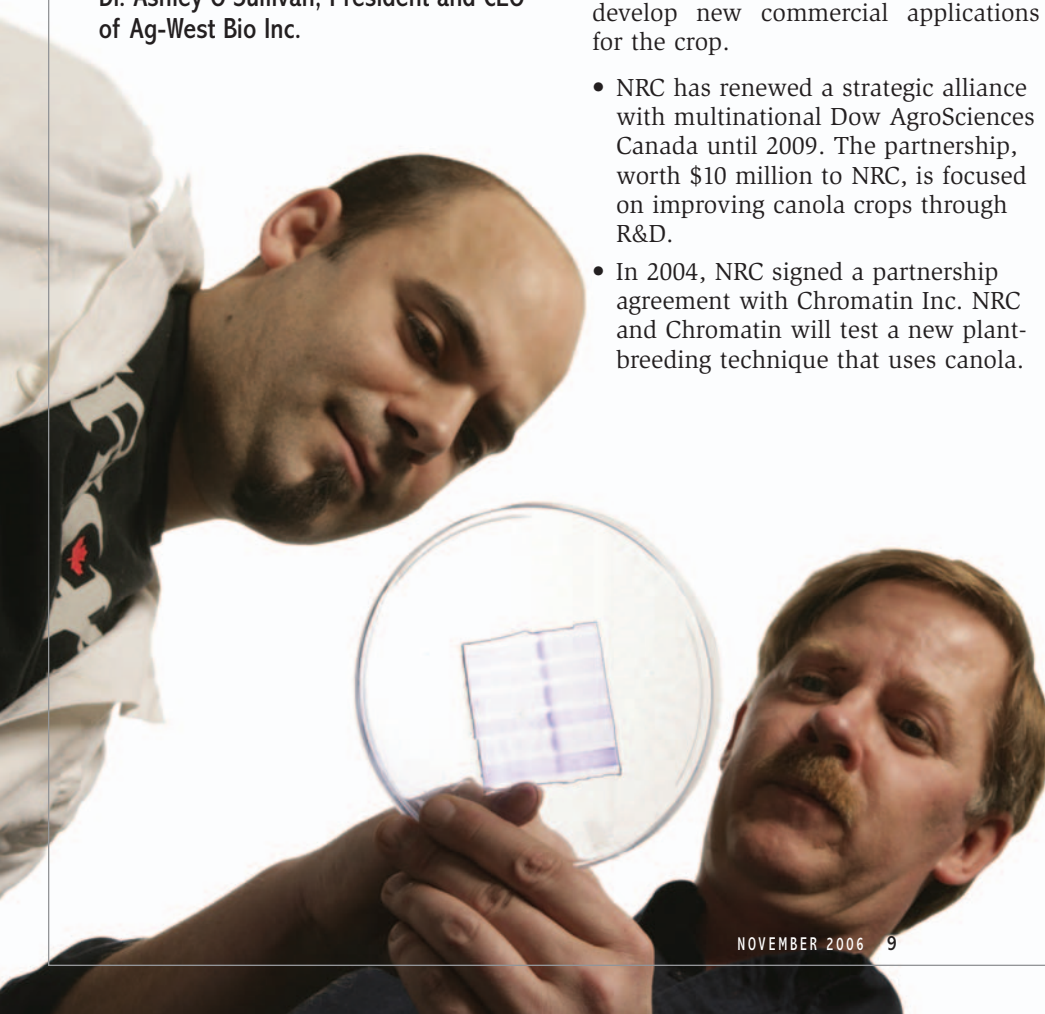 Dr. Ashley O'Sullivan, President and CEO
of Ag-West Bio Inc.
develop new commercial applications
for the crop.
• NRC has renewed a strategic alliance
with multinational Dow AgroSciences
Canada until 2009. The partnership,
worth $10 million to NRC, is focused
on improving canola crops through
R&D.
• In 2004, NRC signed a partnership
agreement with Chromatin Inc. NRC
and Chromatin will test a new plant-
breeding technique that uses canola.
NOVEMBER 2006 9